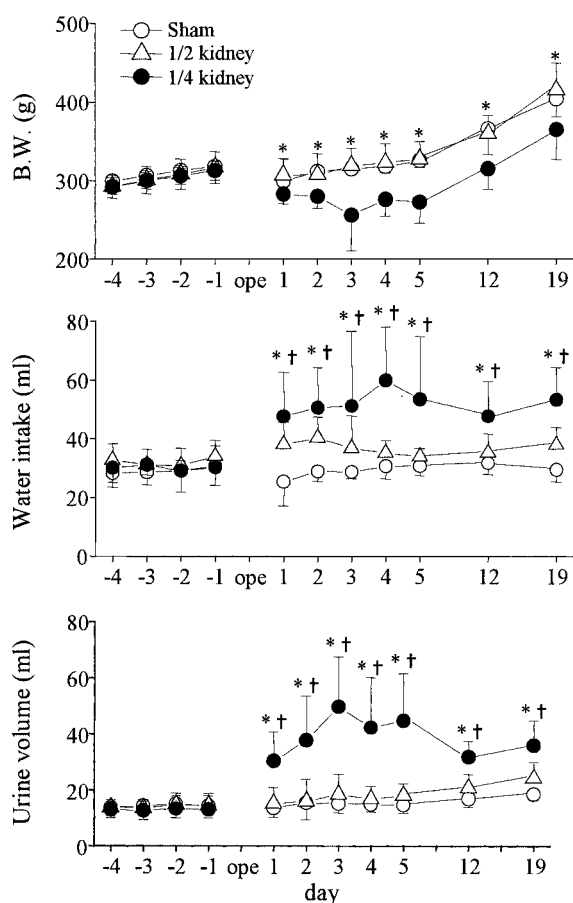 Sham
1/2 kidney
1/4 kidney
B.W. (g)
500
400
300
200
* * * * * * *
-4 -3 -2 -1 ope 1 2 3 4 5 12 19
Water intake (ml)
80
60
40
20
0
*† *† *† *† *† *† *†
-4 -3 -2 -1 ope 1 2 3 4 5 12 19
Urine volume (ml)
80
60
40
20
0
*† *† *† *† *† *† *†
-4 -3 -2 -1 ope 1 2 3 4 5 12 19
day